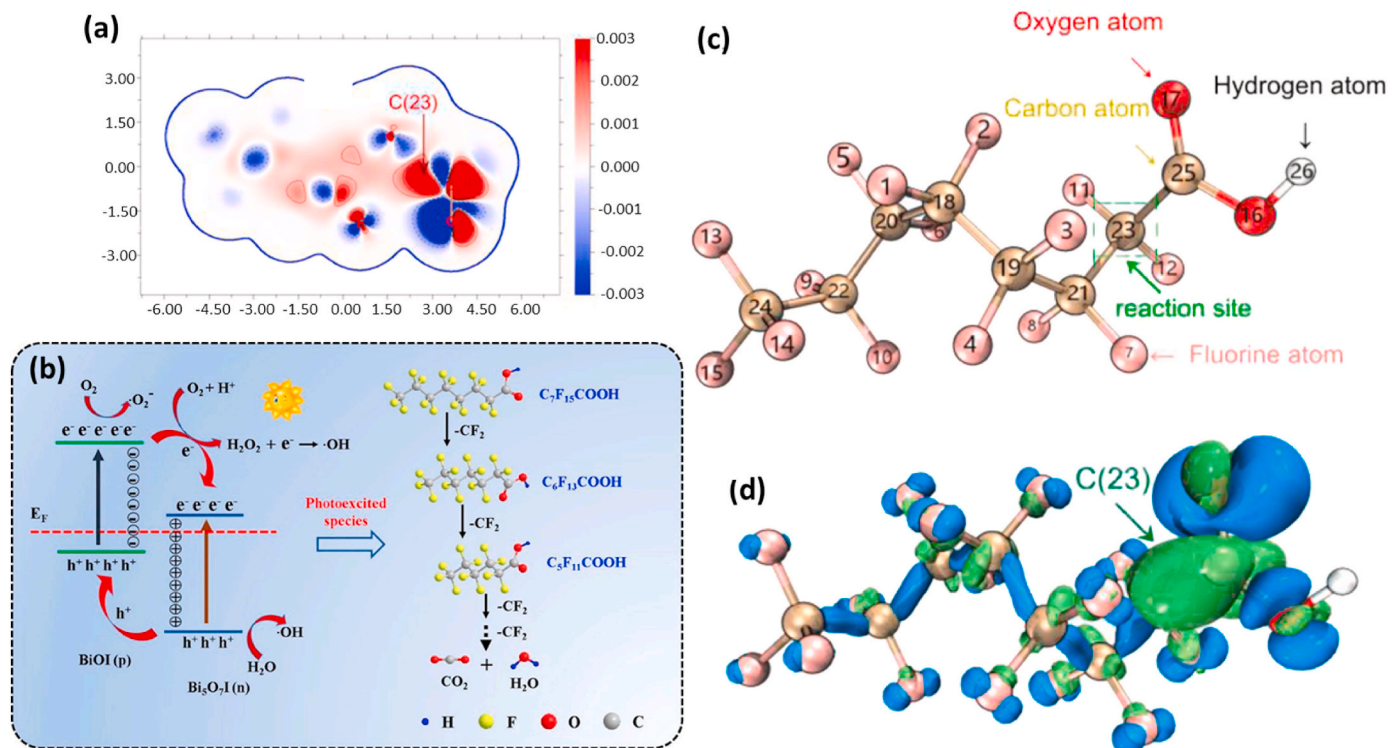 (a)
0.003
0.002
0.001
0.000
-0.001
-0.002
-0.003
3.00
1.50
0.00
-1.50
-3.00
C(23)
-4.50 -3.00 -1.50 0.00 1.50 3.00 4.50 6.00
(c)
Oxygen atom
Hydrogen atom
Carbon atom
17
26
25
16
2
5
1
18
11
20
6
3
23
13
19
12
9
22
21
reaction site
24
8
14
4
7
Fluorine atom
10
15
(b)
O₂
·O₂⁻
O₂ + H⁺
e⁻ e⁻ e⁻ e⁻ e⁻
H₂O₂ + e⁻ → ·OH
e⁻
e⁻ e⁻ e⁻ e⁻
E_F
h⁺ h⁺ h⁺ h⁺
h⁺
h⁺ h⁺ h⁺
·OH
H₂O
BiOI (p)
Bi₅O₇I (n)
Photoexcited
species
C₇F₁₅COOH
-CF₂
C₆F₁₃COOH
-CF₂
C₅F₁₁COOH
-CF₂
-CF₂
+
CO₂
H₂O
H F O C
(d)
C(23)